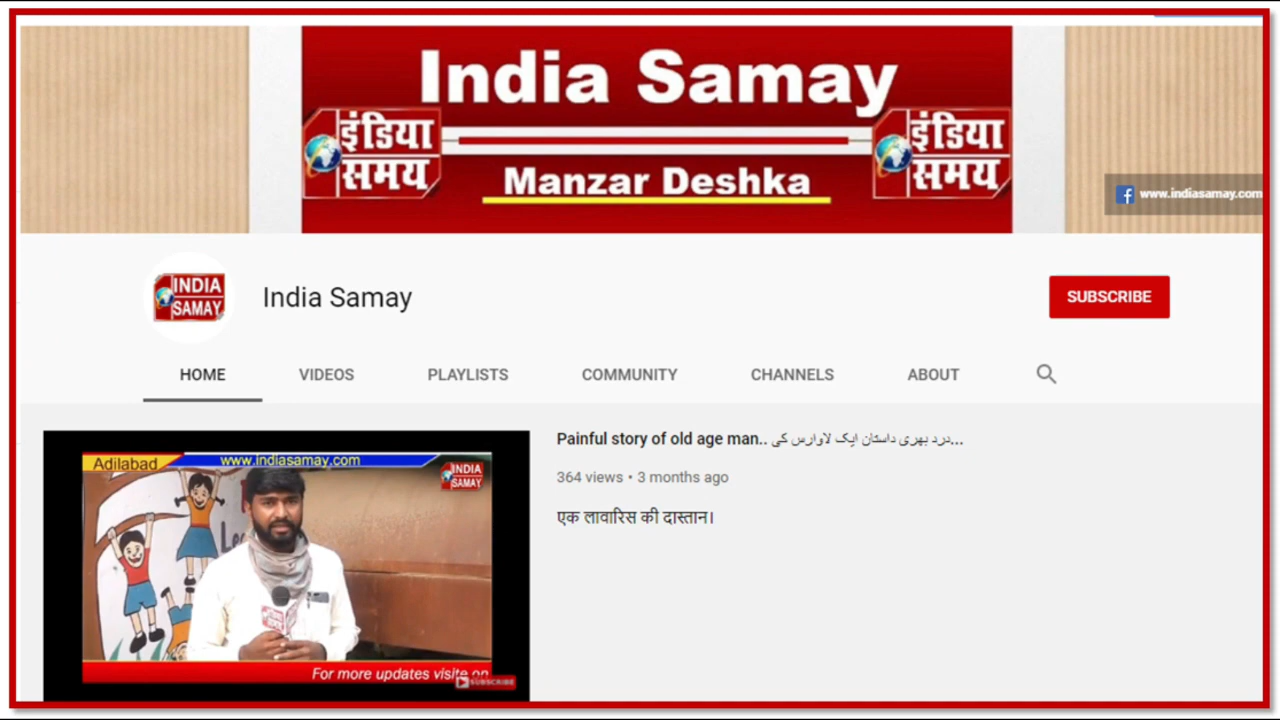 India Samay
इंडिया
समय
इंडिया
समय
Manzar Deshka
www.indiasamay.com
INDIA
SAMAY
India Samay
SUBSCRIBE
HOME VIDEOS PLAYLISTS COMMUNITY CHANNELS ABOUT
Painful story of old age man.. درد بھری داستان ایک لاوارس کی...
364 views • 3 months ago
एक लावारिस की दास्तान।
Adilabad
www.indiasamay.com
INDIA
SAMAY
For more updates visite on
SUBSCRIBE